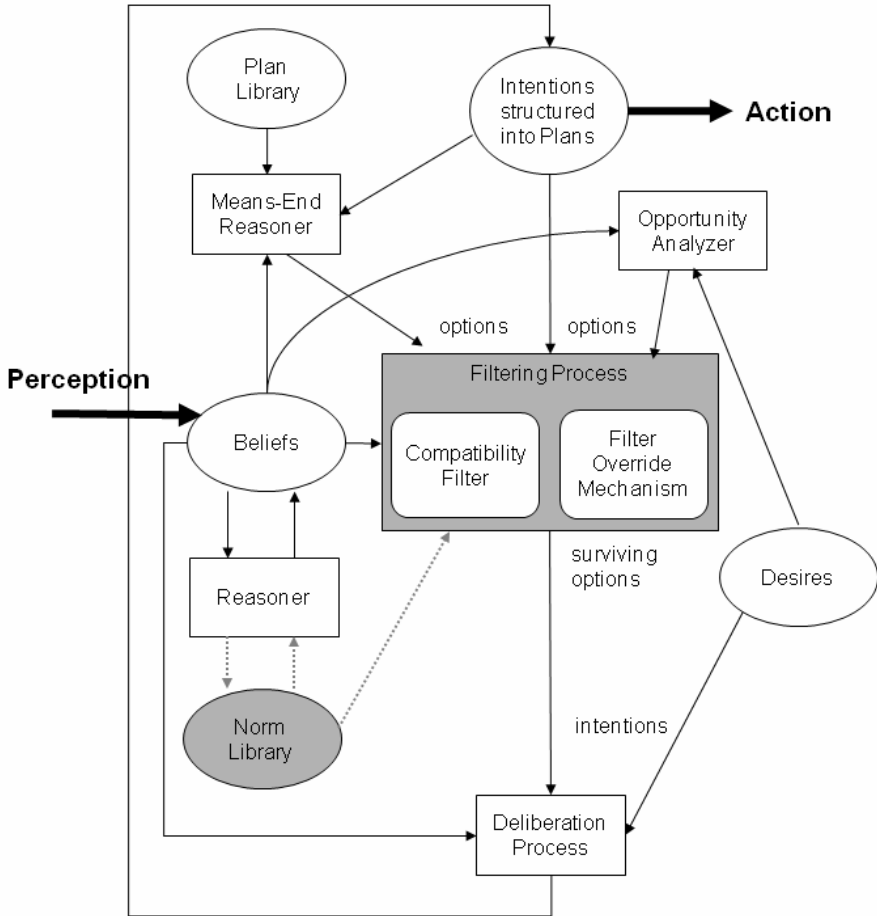 Plan
Library
Intentions
structured
into Plans
Action
Means-End
Reasoner
Opportunity
Analyzer
options
options
Perception
Filtering Process
Beliefs
Compatibility
Filter
Filter
Override
Mechanism
surviving
options
Reasoner
Desires
Norm
Library
intentions
Deliberation
Process